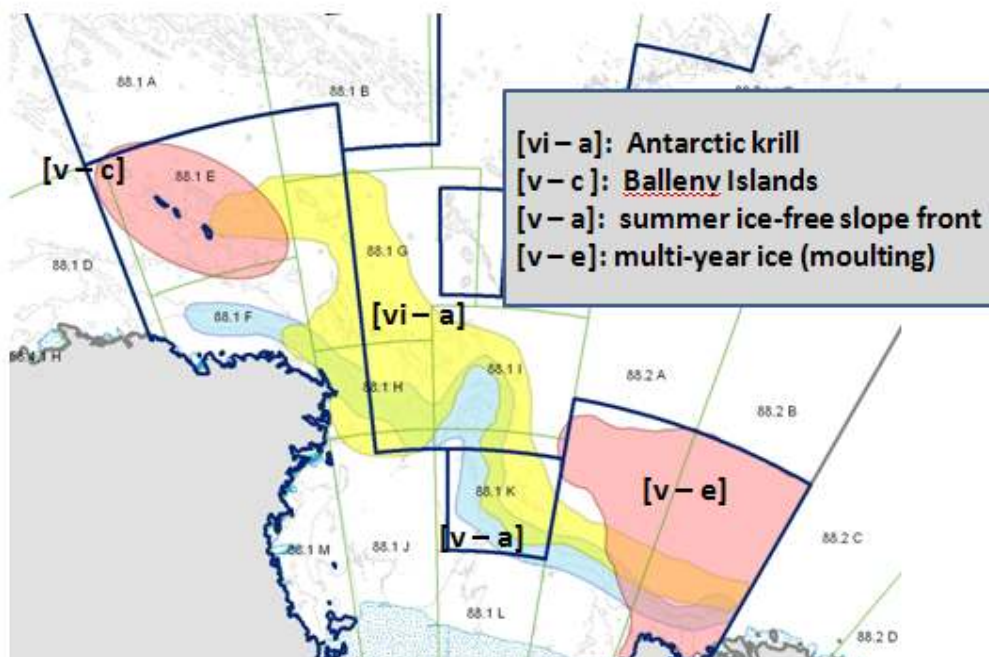 88.1 A
88.1 B
[vi – a]: Antarctic krill
[v – c ]: Balleny Islands
[v – a]: summer ice-free slope front
[v – e]: multi-year ice (moulting)
[v – c]
88.1 E
88.1 G
88.1 D
88.1 F
[vi – a]
88.1 H
88.1 I
88.2 A
88.2 B
88.1 K
[v – e]
[v – a]
88.1 M
88.1 J
88.2 C
88.1 L
88.2 D